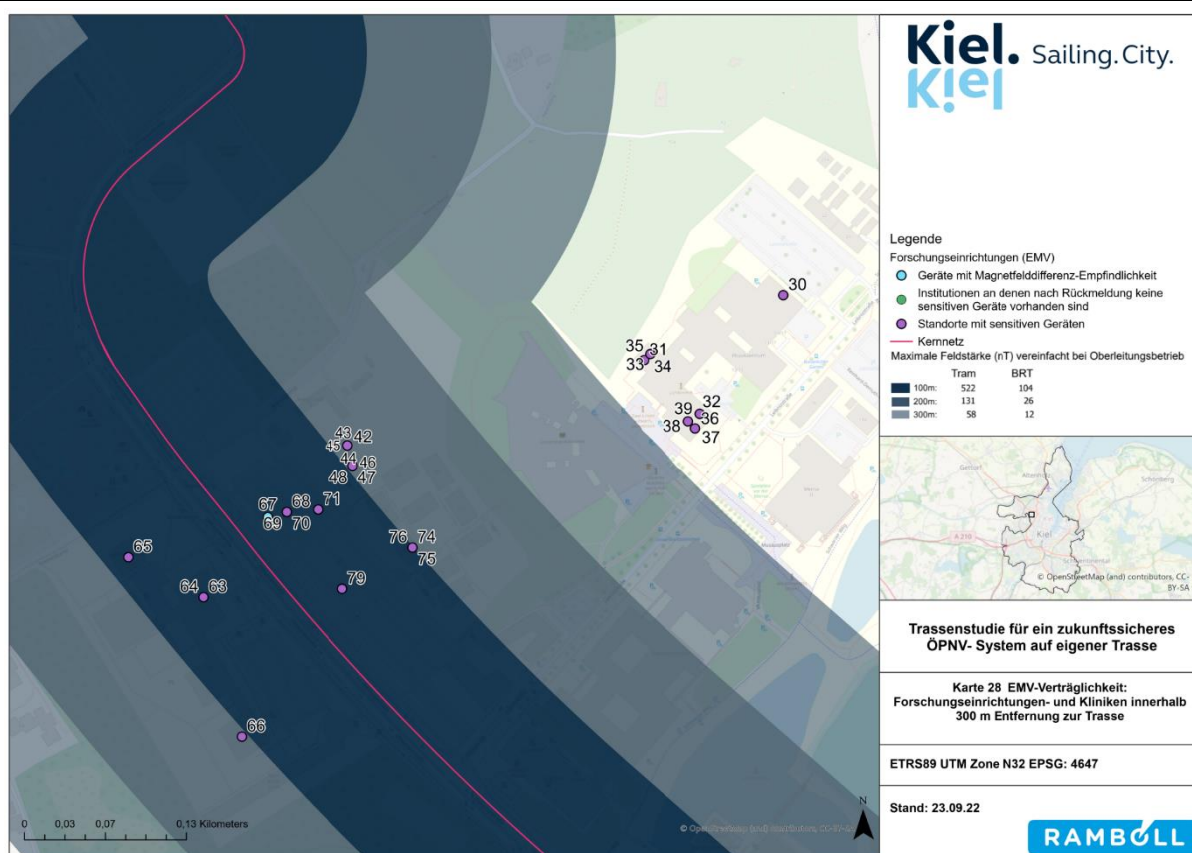 Kiel. Sailing.City.
Kiel
Legende
Forschungseinrichtungen (EMV)
Geräte mit Magnetfelddifferenz-Empfindlichkeit
Institutionen an denen nach Rückmeldung keine
sensitiven Geräte vorhanden sind
Standorte mit sensitiven Geräten
Kernnetz
Maximale Feldstärke (nT) vereinfacht bei Oberleitungsbetrieb
Tram BRT
100m: 522 104
200m: 131 26
300m: 58 12
30
35 31
33 34
32
39 36
38 37
43 42
45
44 46
48 47
67 68 71
69 70
76 74
75
65
64 63
79
66
0 0,03 0,07 0,13 Kilometers
N
Gettorf
Kiel
A 210
© OpenStreetMap (and) contributors, CC-
BY-SA
Trassenstudie für ein zukunftssicheres
ÖPNV- System auf eigener Trasse
Karte 28 EMV-Verträglichkeit:
Forschungseinrichtungen- und Kliniken innerhalb
300 m Entfernung zur Trasse
ETRS89 UTM Zone N32 EPSG: 4647
Stand: 23.09.22
RAMBOLL